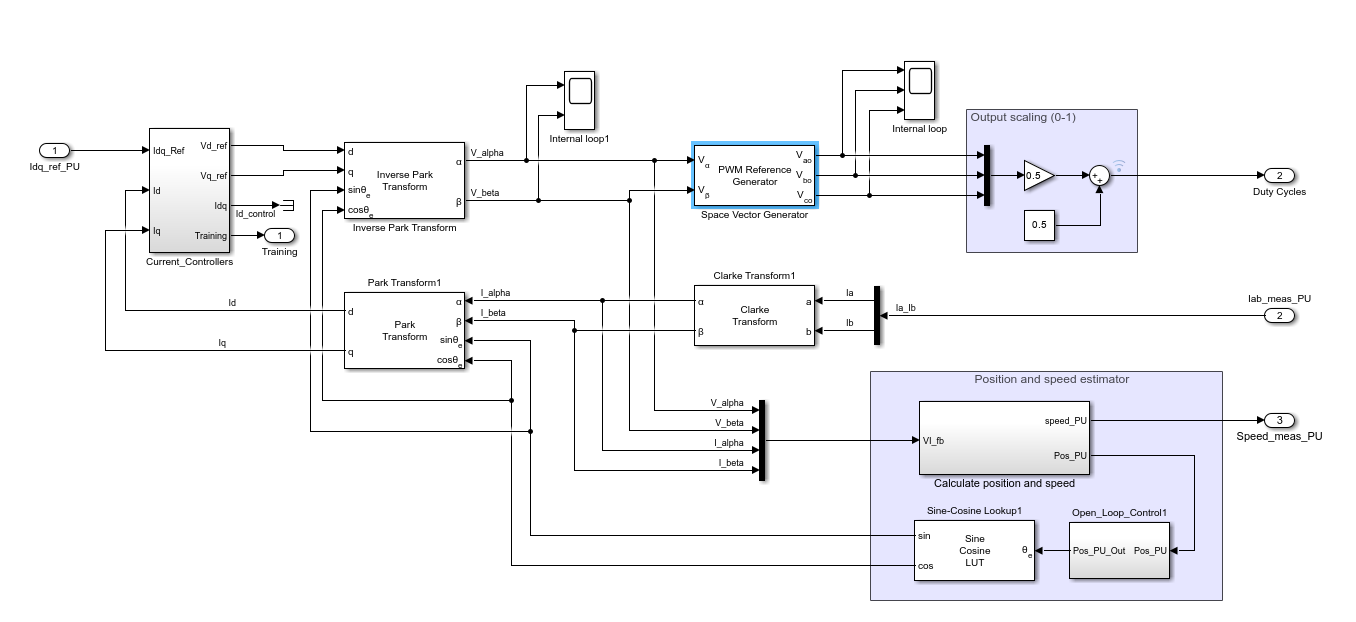 1
Idq_ref_PU
Idq_Ref
Id
Iq
Vd_ref
Vq_ref
Idq
Training
Current_Controllers
Id_control
1
Training
d
q
sinθe
cosθe
Inverse Park
Transform
α
β
Inverse Park Transform
V_alpha
V_beta
Internal loop1
Vα
Vβ
PWM Reference
Generator
Vao
Vbo
Vco
Space Vector Generator
Internal loop
Output scaling (0-1)
0.5
0.5
2
Duty Cycles
Id
Iq
Park Transform1
d
q
Park
Transform
α
β
sinθe
cosθe
I_alpha
I_beta
Clarke Transform1
α
β
Clarke
Transform
a
b
Ia
Ib
Ia_Ib
Iab_meas_PU
2
V_alpha
V_beta
I_alpha
I_beta
Position and speed estimator
VI_fb
speed_PU
Pos_PU
Calculate position and speed
3
Speed_meas_PU
Sine-Cosine Lookup1
sin
cos
Sine
Cosine
LUT
θe
Open_Loop_Control1
Pos_PU_Out
Pos_PU